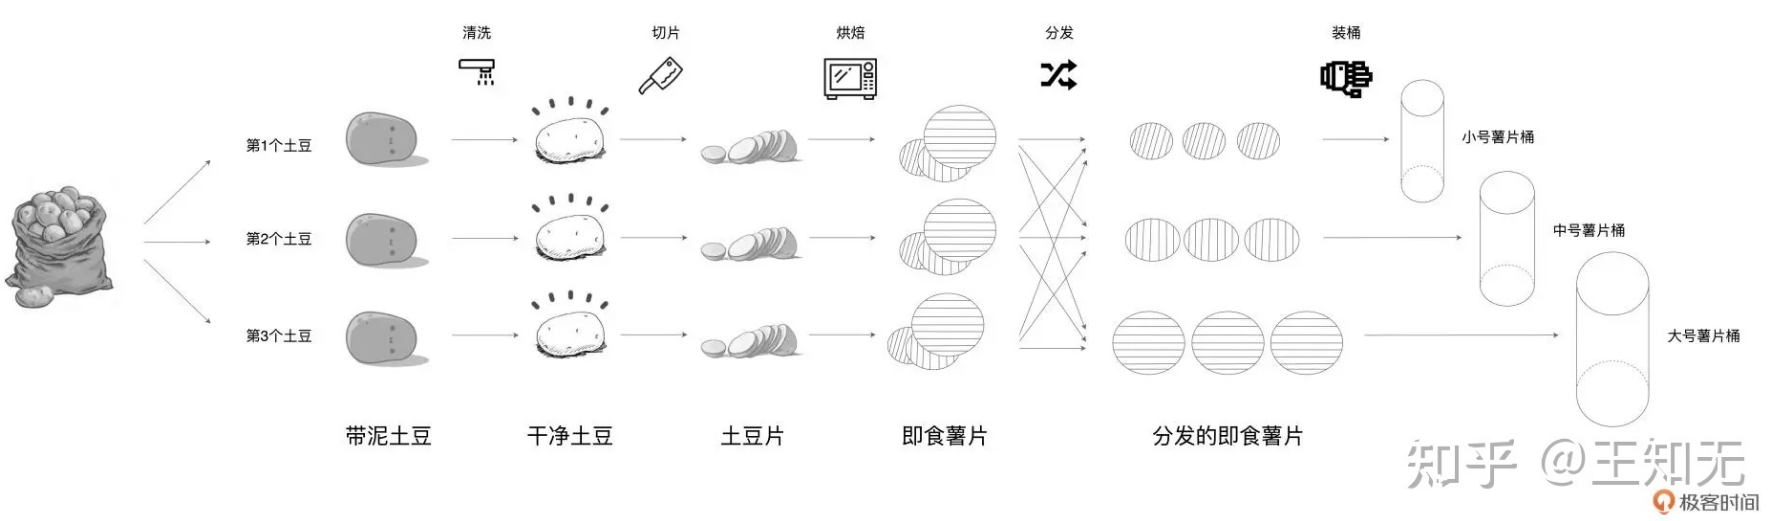 清洗
切片
烘焙
分发
装桶
第1个土豆
小号薯片桶
第2个土豆
中号薯片桶
第3个土豆
大号薯片桶
带泥土豆
干净土豆
土豆片
即食薯片
分发的即食薯片
知乎 @王知无
极客时间